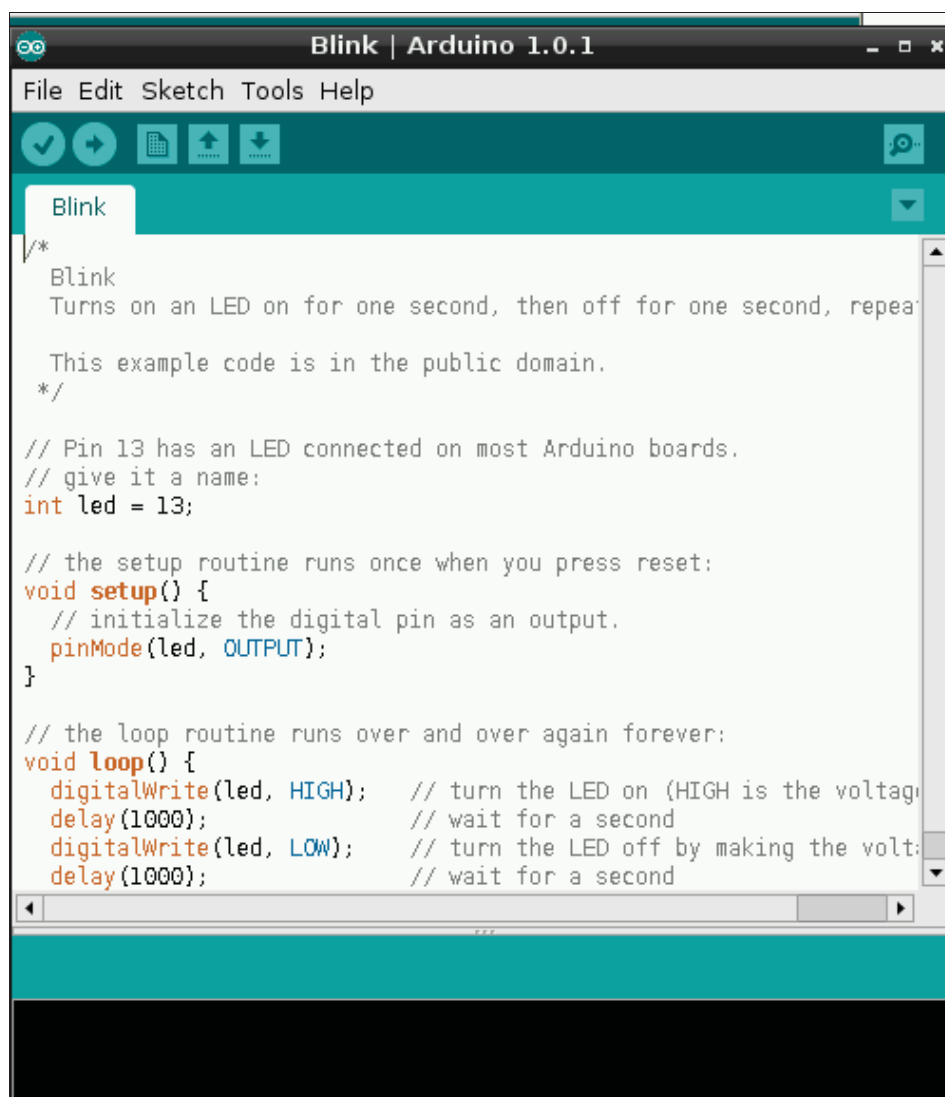 Blink | Arduino 1.0.1
File Edit Sketch Tools Help
Blink
/*
Blink
Turns on an LED on for one second, then off for one second,
This example code is in the public domain.
*/
// Pin 13 has an LED connected on most Arduino boards.
// give it a name:
int led = 13;
// the setup routine runs once when you press reset:
void setup() {
// initialize the digital pin as an output.
pinMode(led, OUTPUT);
}
// the loop routine runs over and over again forever:
void loop() {
digitalWrite(led, HIGH); // turn the LED on (HIGH is the
delay(1000); // wait for a second
digitalWrite(led, LOW); // turn the LED off by making the
delay(1000); // wait for a second